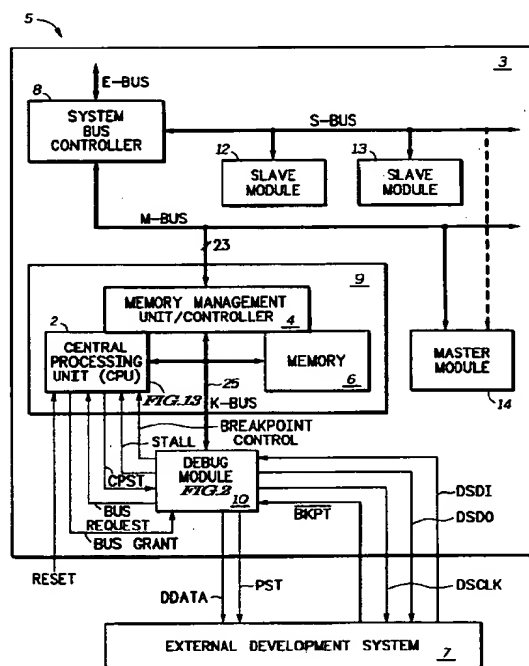 5
3
E-BUS
8
SYSTEM
BUS
CONTROLLER
S-BUS
12
SLAVE
MODULE
13
SLAVE
MODULE
M-BUS
23
9
MEMORY MANAGEMENT
UNIT/CONTROLLER
4
2
CENTRAL
PROCESSING
UNIT (CPU)
FIG.13
MEMORY
6
MASTER
MODULE
14
25
K-BUS
BREAKPOINT
CONTROL
STALL
CPST
DEBUG
MODULE
FIG.2
10
BUS
REQUEST
BUS GRANT
RESET
BKPT
DSDI
DSDO
DSCLK
DDATA
PST
EXTERNAL DEVELOPMENT SYSTEM
7